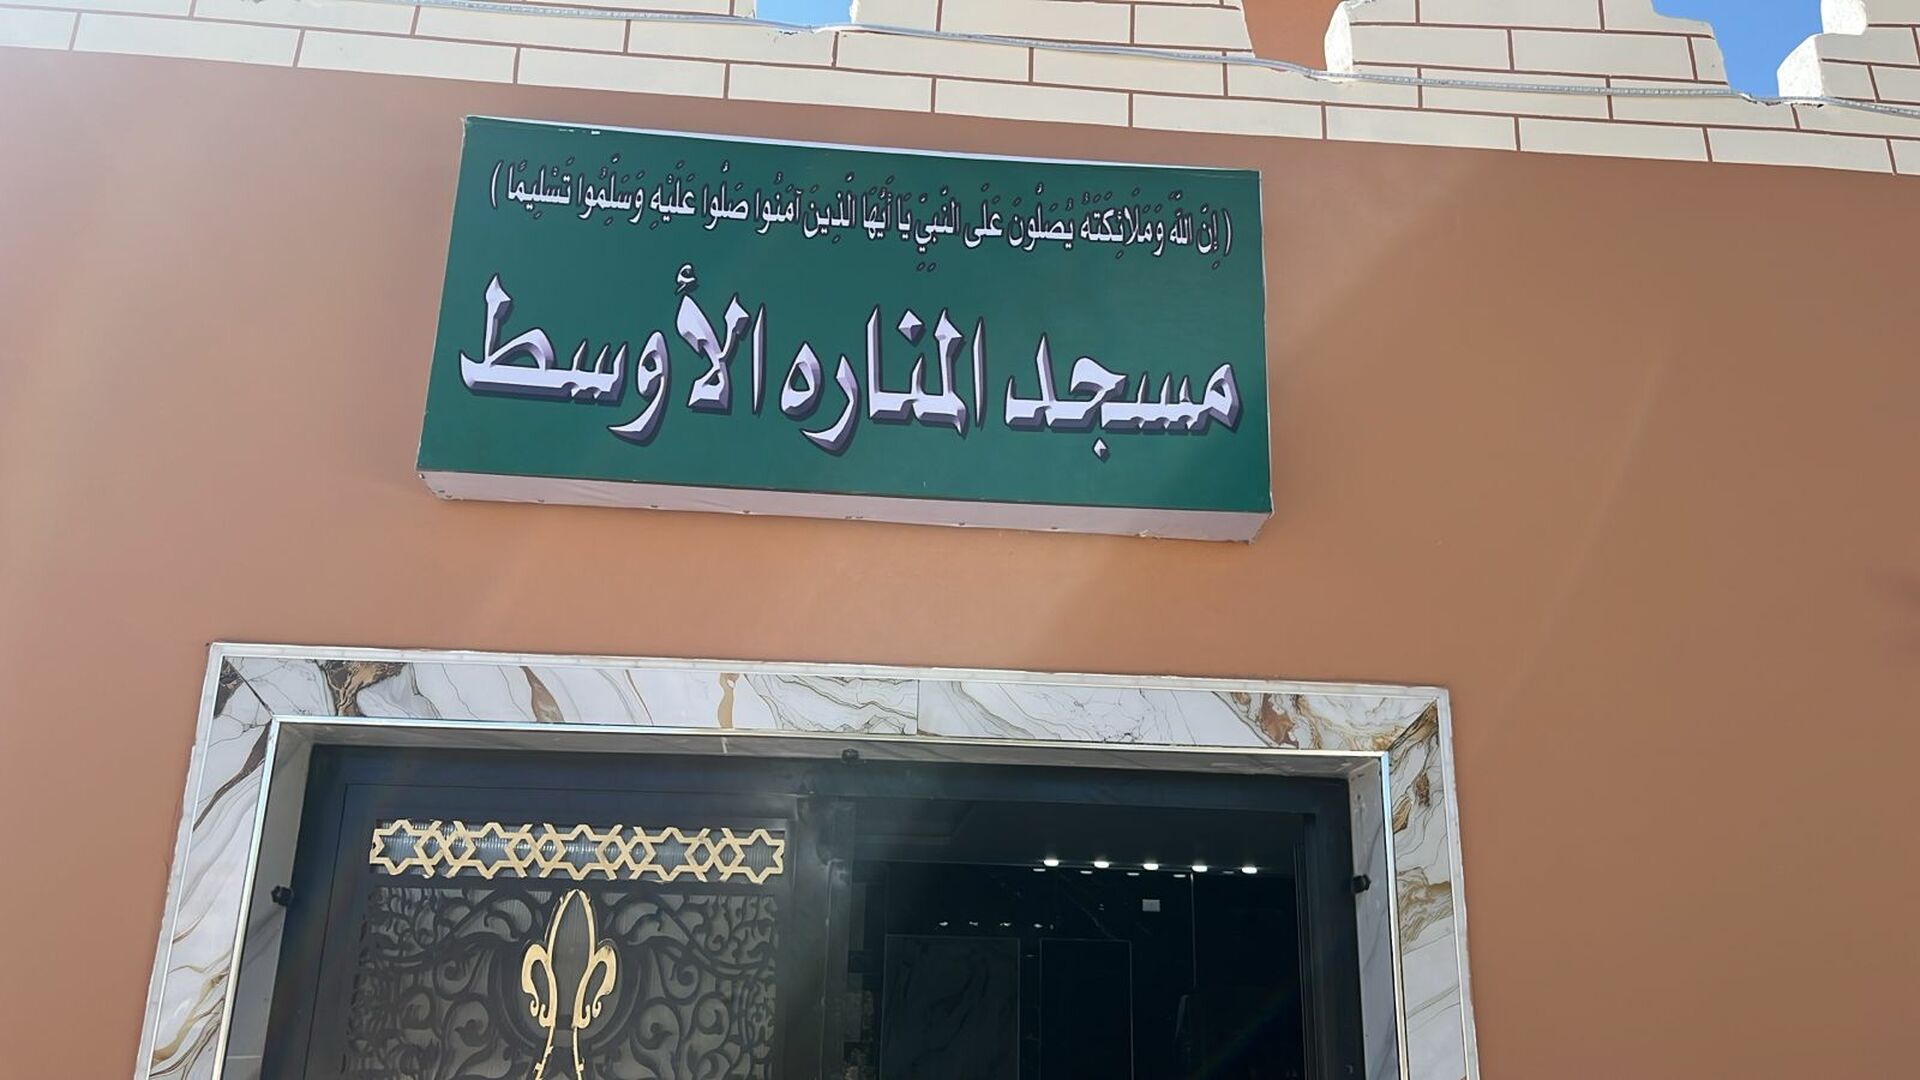 ( إِنَّ اللَّهَ وَمَلَائِكَتَهُ يُصَلُّونَ عَلَى النَّبِيِّ يَا أَيُّهَا الَّذِينَ آمَنُوا صَلُّوا عَلَيْهِ وَسَلِّمُوا تَسْلِيمًا )
مسجد المناره الأوسط